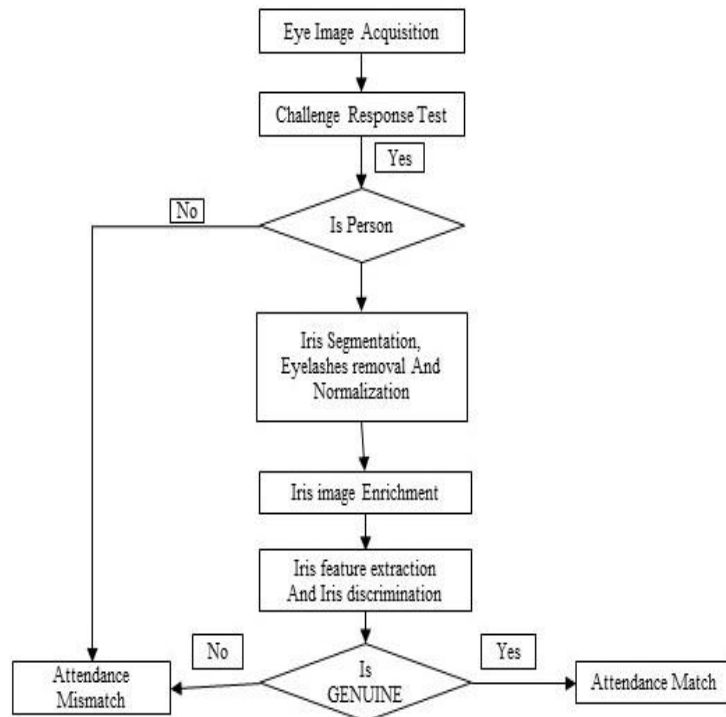 Eye Image Acquisition
Challenge Response Test
Yes
No
Is Person
Iris Segmentation,
Eyelashes removal And
Normalization
Iris image Enrichment
Iris feature extraction
And Iris discrimination
No
Yes
Is
GENUINE
Attendance
Mismatch
Attendance Match